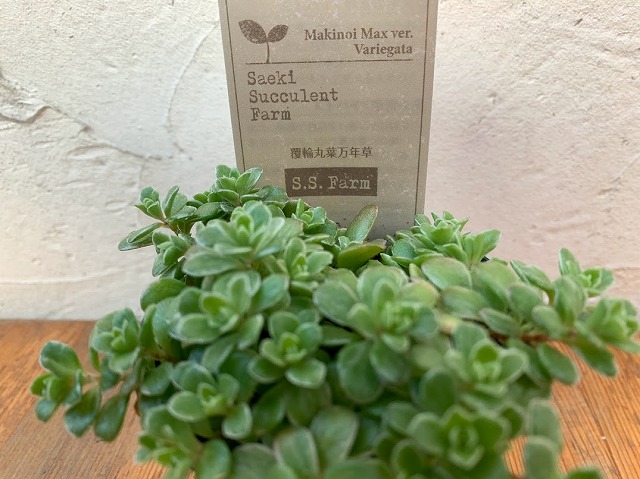 Makinoi Max ver.
Variegata
Saeki
Succulent
Farm
覆輪丸葉万年草
S.S. Farm